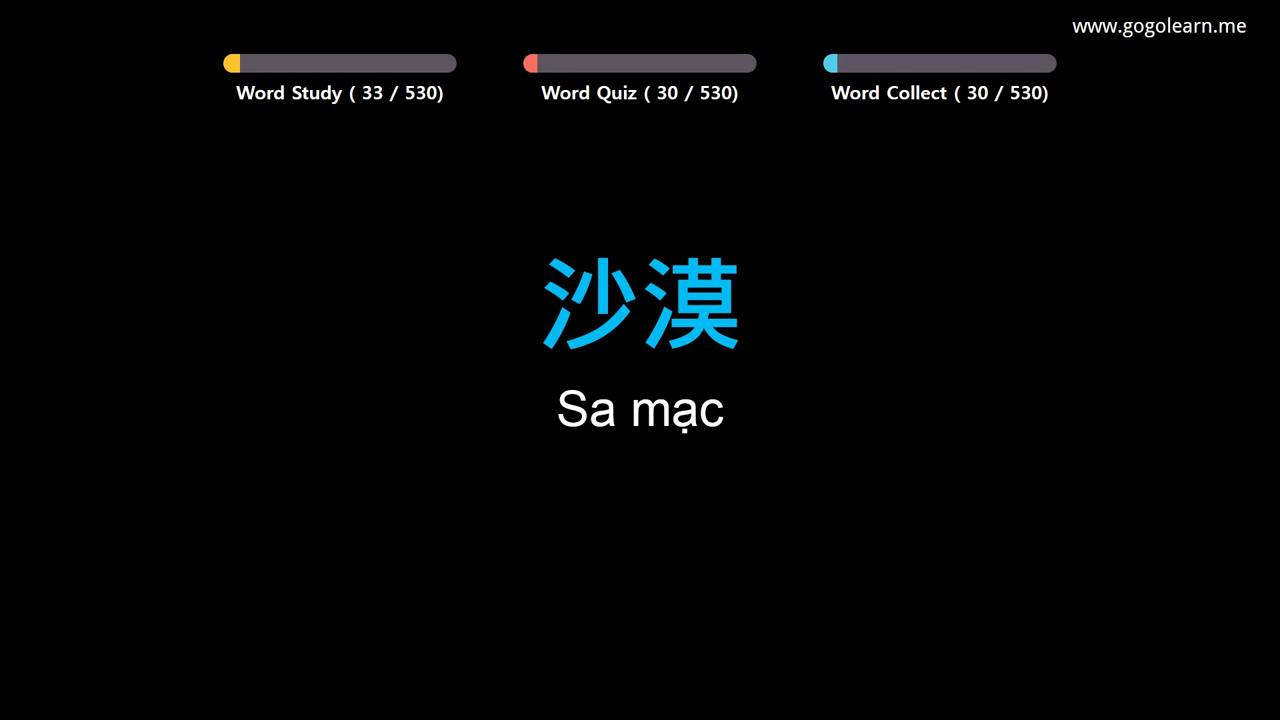 www.gogolearn.me
Word Study ( 33 / 530)
Word Quiz ( 30 / 530)
Word Collect ( 30 / 530)
沙漠
Sa mạc